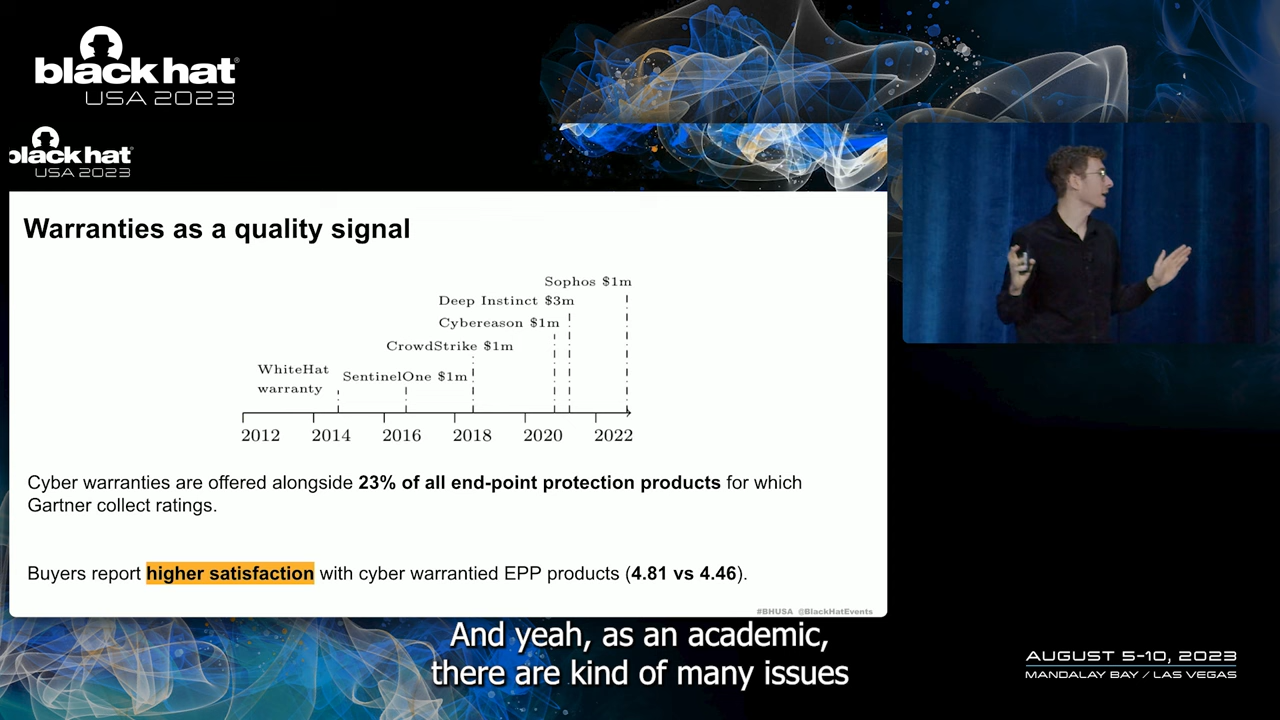 black hat
USA 2023
black hat
USA 2023
Warranties as a quality signal
Sophos $1m
Deep Instinct $3m
Cybereason $1m
CrowdStrike $1m
WhiteHat
warranty
SentinelOne $1m
2012 2014 2016 2018 2020 2022
Cyber warranties are offered alongside 23% of all end-point protection products for which
Gartner collect ratings.
Buyers report higher satisfaction with cyber warrantied EPP products (4.81 vs 4.46).
#BHUSA @BlackHatEvents
And yeah, as an academic,
there are kind of many issues
AUGUST 5-10, 2023
MANDALAY BAY / LAS VEGAS